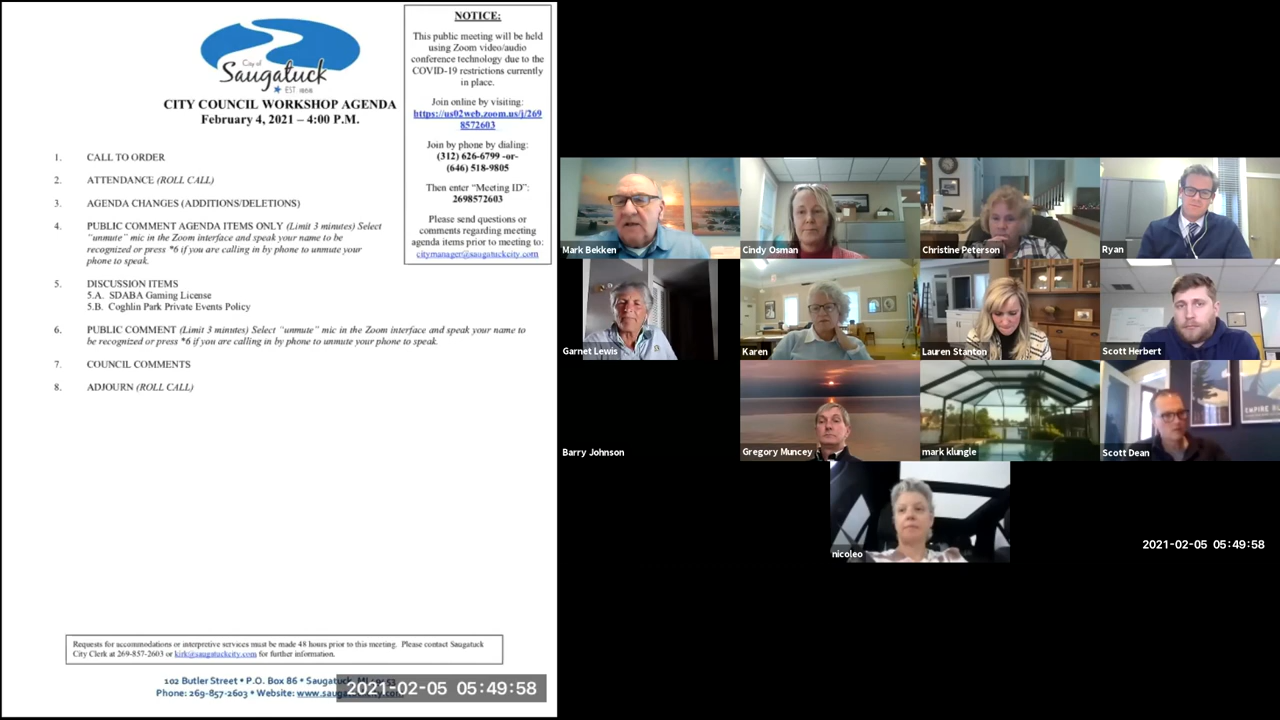 City of
Saugatuck
EST. 1868
CITY COUNCIL WORKSHOP AGENDA
February 4, 2021 – 4:00 P.M.
NOTICE:
This public meeting will be held
using Zoom video/audio
conference technology due to the
COVID-19 restrictions currently
in place.
Join online by visiting:
https://us02web.zoom.us/j/269
8572603
Join by phone by dialing:
(312) 626-6799 -or-
(646) 518-9805
Then enter “Meeting ID”:
2698572603
Please send questions or
comments regarding meeting
agenda items prior to meeting to:
citymanager@saugatuckcity.com
1. CALL TO ORDER
2. ATTENDANCE (ROLL CALL)
3. AGENDA CHANGES (ADDITIONS/DELETIONS)
4. PUBLIC COMMENT AGENDA ITEMS ONLY (Limit 3 minutes) Select
“unmute” mic in the Zoom interface and speak your name to be
recognized or press *6 if you are calling in by phone to unmute your
phone to speak.
5. DISCUSSION ITEMS
5.A. SDABA Gaming License
5.B. Coghlin Park Private Events Policy
6. PUBLIC COMMENT (Limit 3 minutes) Select “unmute” mic in the Zoom interface and speak your name to
be recognized or press *6 if you are calling in by phone to unmute your phone to speak.
7. COUNCIL COMMENTS
8. ADJOURN (ROLL CALL)
Requests for accommodations or interpretive services must be made 48 hours prior to this meeting. Please contact Saugatuck
City Clerk at 269-857-2603 or kirk@saugatuckcity.com for further information.
102 Butler Street • P.O. Box 86 • Saugatuck,
Phone: 269-857-2603 • Website: www.saug
2021-02-05 05:49:58
Mark Bekken
Cindy Osman
Christine Peterson
Ryan
Garnet Lewis
Karen
Lauren Stanton
Scott Herbert
Barry Johnson
Gregory Muncey
mark klungle
EMPIRE
Scott Dean
nicoleo
2021-02-05 05:49:58